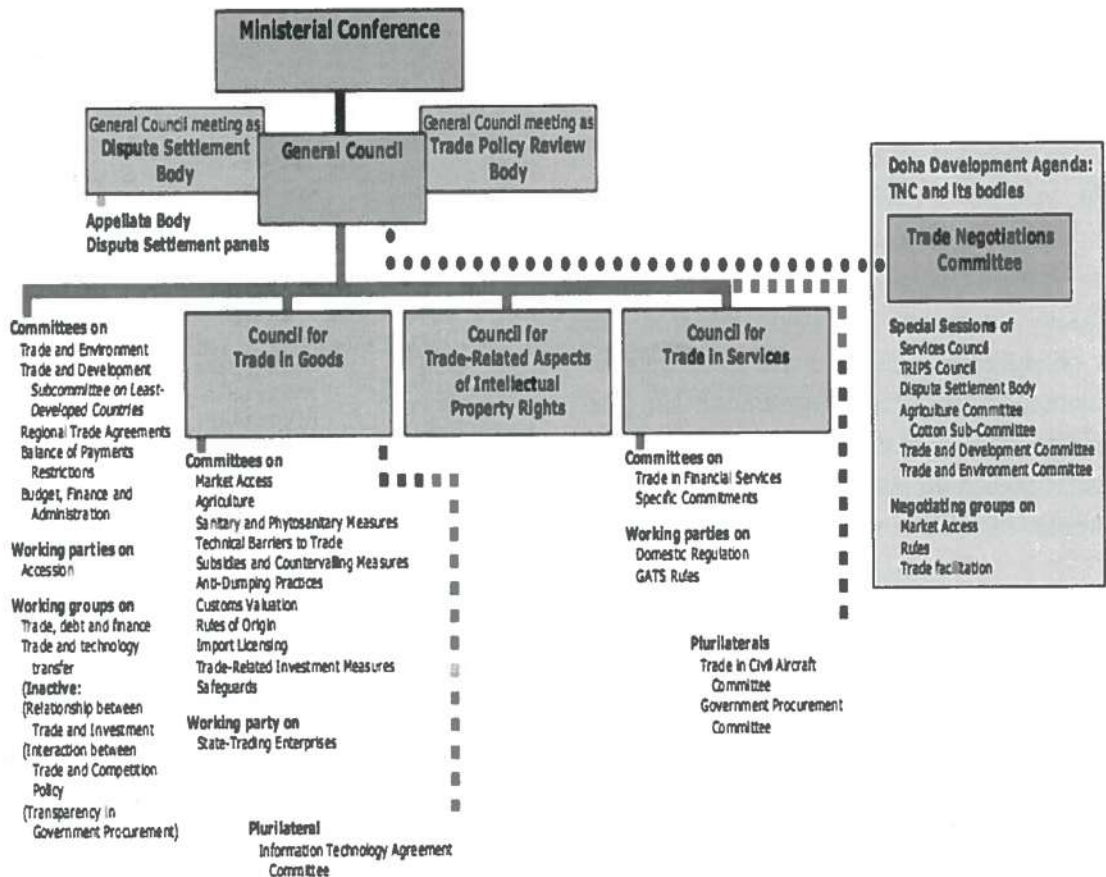 Ministerial Conference
General Council meeting as
Dispute Settlement
Body
General Council
General Council meeting as
Trade Policy Review
Body
Appellate Body
Dispute Settlement panels
Doha Development Agenda:
TNC and its bodies
Trade Negotiations
Committee
Special Sessions of
Services Council
TRIPS Council
Dispute Settlement Body
Agriculture Committee
Cotton Sub-Committee
Trade and Development Committee
Trade and Environment Committee
Negotiating groups on
Market Access
Rules
Trade facilitation
Committees on
Trade and Environment
Trade and Development
Subcommittee on Least-
Developed Countries
Regional Trade Agreements
Balance of Payments
Restrictions
Budget, Finance and
Administration
Working parties on
Accession
Working groups on
Trade, debt and finance
Trade and technology
transfer
(Inactive:
(Relationship between
Trade and Investment
(Interaction between
Trade and Competition
Policy
(Transparency in
Government Procurement)
Council for
Trade in Goods
Committees on
Market Access
Agriculture
Sanitary and Phytosanitary Measures
Technical Barriers to Trade
Subsidies and Countervailing Measures
Anti-Dumping Practices
Customs Valuation
Rules of Origin
Import Licensing
Trade-Related Investment Measures
Safeguards
Working party on
State-Trading Enterprises
Plurilateral
Information Technology Agreement
Committee
Council for
Trade-Related Aspects
of Intellectual
Property Rights
Council for
Trade in Services
Committees on
Trade in Financial Services
Specific Commitments
Working parties on
Domestic Regulation
GATS Rules
Plurilaterals
Trade in Civil Aircraft
Committee
Government Procurement
Committee